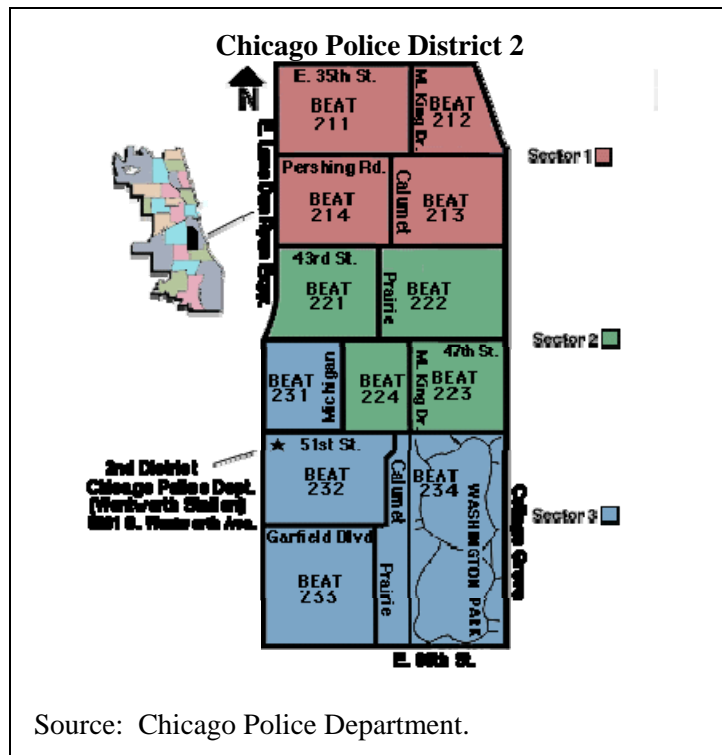 Chicago Police District 2
N
E. 35th St.
BEAT
211
M. King Dr.
BEAT
212
Sector 1
Pershing Rd.
BEAT
214
Calumet
BEAT
213
43rd St.
BEAT
221
Prairie
BEAT
222
Sector 2
BEAT
231
Michigan
BEAT
224
M. King Dr.
47th St.
BEAT
223
2nd District
Chicago Police Dept.
(Wentworth Station)
Wentworth Ave.
51st St.
BEAT
232
Calumet
BEAT
234
WASHINGTON PARK
Cottage Grove
Sector 3
Garfield Blvd
BEAT
233
Prairie
Source: Chicago Police Department.